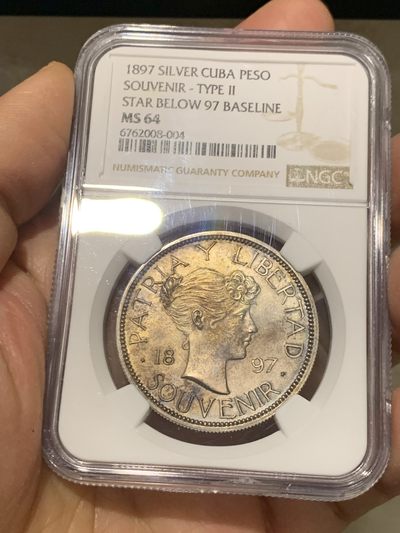 1897 SILVER CUBA PESO
SOUVENIR - TYPE II
STAR BELOW 97 BASELINE
MS 64
6762008-004
NUMISMATIC GUARANTY COMPANY
NGC
PATRIA Y LIBERTAD
18 97
SOUVENIR